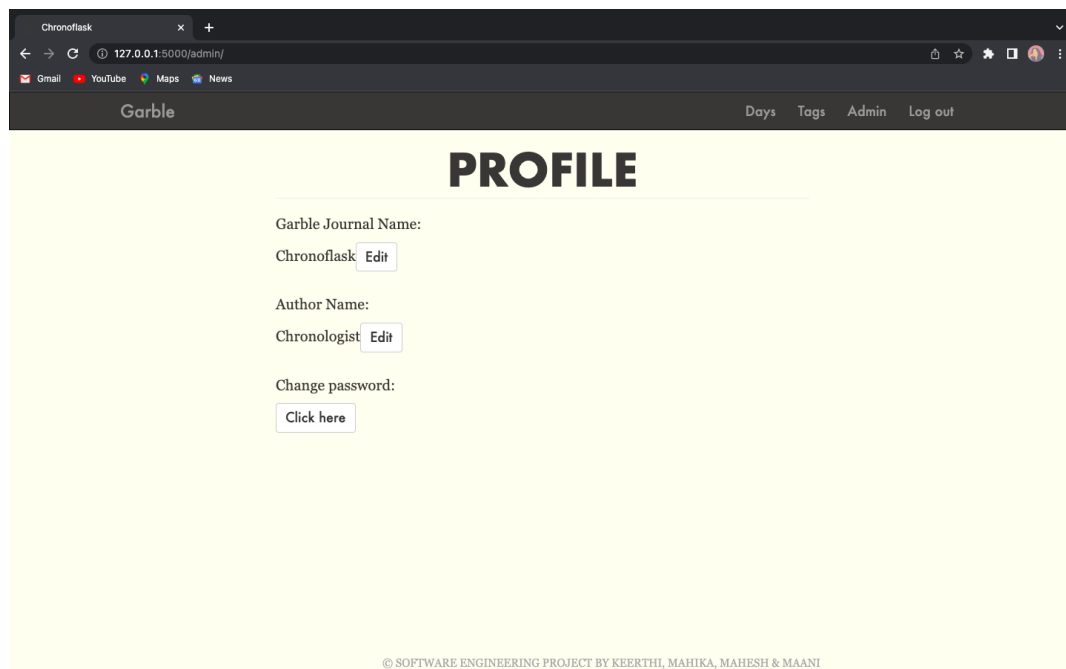 Chronoflask
127.0.0.1:5000/admin/
Gmail YouTube Maps News
Garble Days Tags Admin Log out
PROFILE
Garble Journal Name:
Chronoflask Edit
Author Name:
Chronologist Edit
Change password:
Click here
© SOFTWARE ENGINEERING PROJECT BY KEERTHI, MAHIKA, MAHESH & MAANI